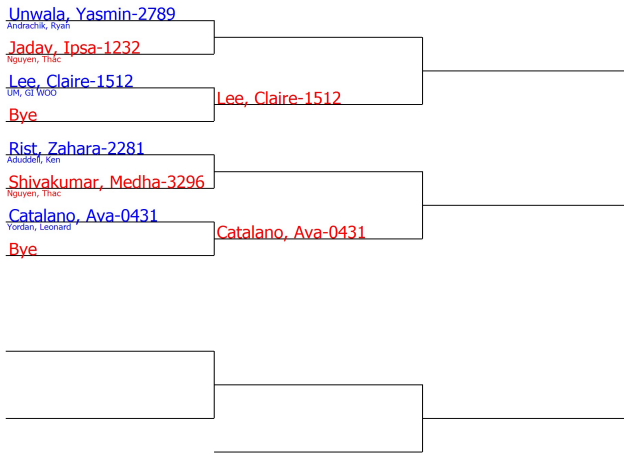 Unwala, Yasmin-2789
Andrachik, Ryan
Jadav, Ipsa-1232
Nguyen, Thac
Lee, Claire-1512
UM, GI WOO
Lee, Claire-1512
Bye
Rist, Zahara-2281
Aduddell, Ken
Shivakumar, Medha-3296
Nguyen, Thac
Catalano, Ava-0431
Yordan, Leonard
Catalano, Ava-0431
Bye